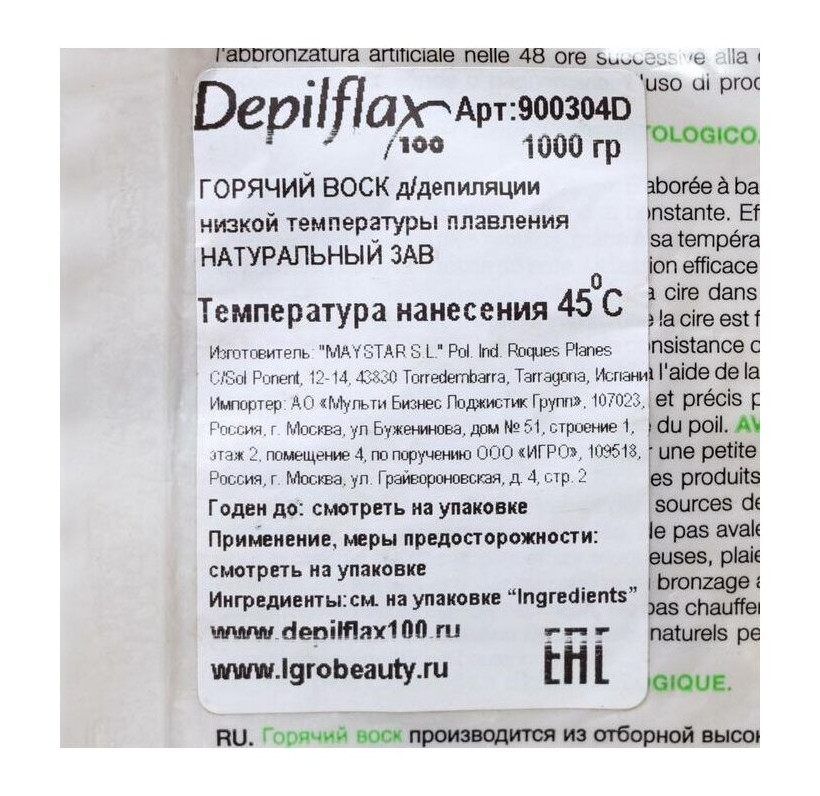 l'abbronzatura artificiale nelle 48 ore successive alla
l'uso di proc
Depilflax Арт:900304D
100 1000 гр
TOLOGICO.
ГОРЯЧИЙ ВОСК д/депиляции
aborée à ba
низкой температуры плавления
onstante. Ef
НАТУРАЛЬНЫЙ ЗАВ
sa tempéra
ion efficace
Температура нанесения 45°С
a cire dans
la cire est f
Изготовитель: "MAYSTAR S.L." Pol. Ind. Roques Planes
nsistance
C/Sol Ponent, 12-14, 43830 Torredembarra, Tarragona, Испани
l'aide de la
Импортер: АО «Мульти Бизнес Лоджистик Групп», 107023,
et précis p
Россия, г. Москва, ул Буженинова, дом № 51, строение 1,
du poil. AV
этаж 2, помещение 4, по поручению ООО «ИГРО», 109518,
une petite
Россия, г. Москва, ул. Грайвороновская, д. 4, стр. 2
es produits
Годен до: смотреть на упаковке
sources de
Применение, меры предосторожности:
le pas avale
euses, plaie
смотреть на упаковке
bronzage a
Ингредиенты:см. на упаковке “Ingredients”
pas chauffer
www.depilflax100.ru
naturels pe
www.Igrobeauty.ru
EAC
GIQUE.
RU. Горячий воск производится из отборной высок